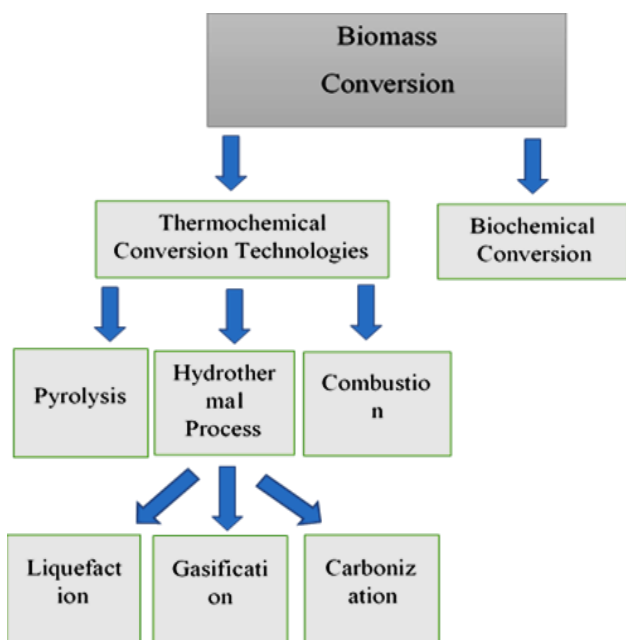 Biomass
Conversion
Thermochemical
Conversion Technologies
Biochemical
Conversion
Pyrolysis
Hydrother
mal
Process
Combustio
n
Liquefact
ion
Gasificati
on
Carboniz
ation